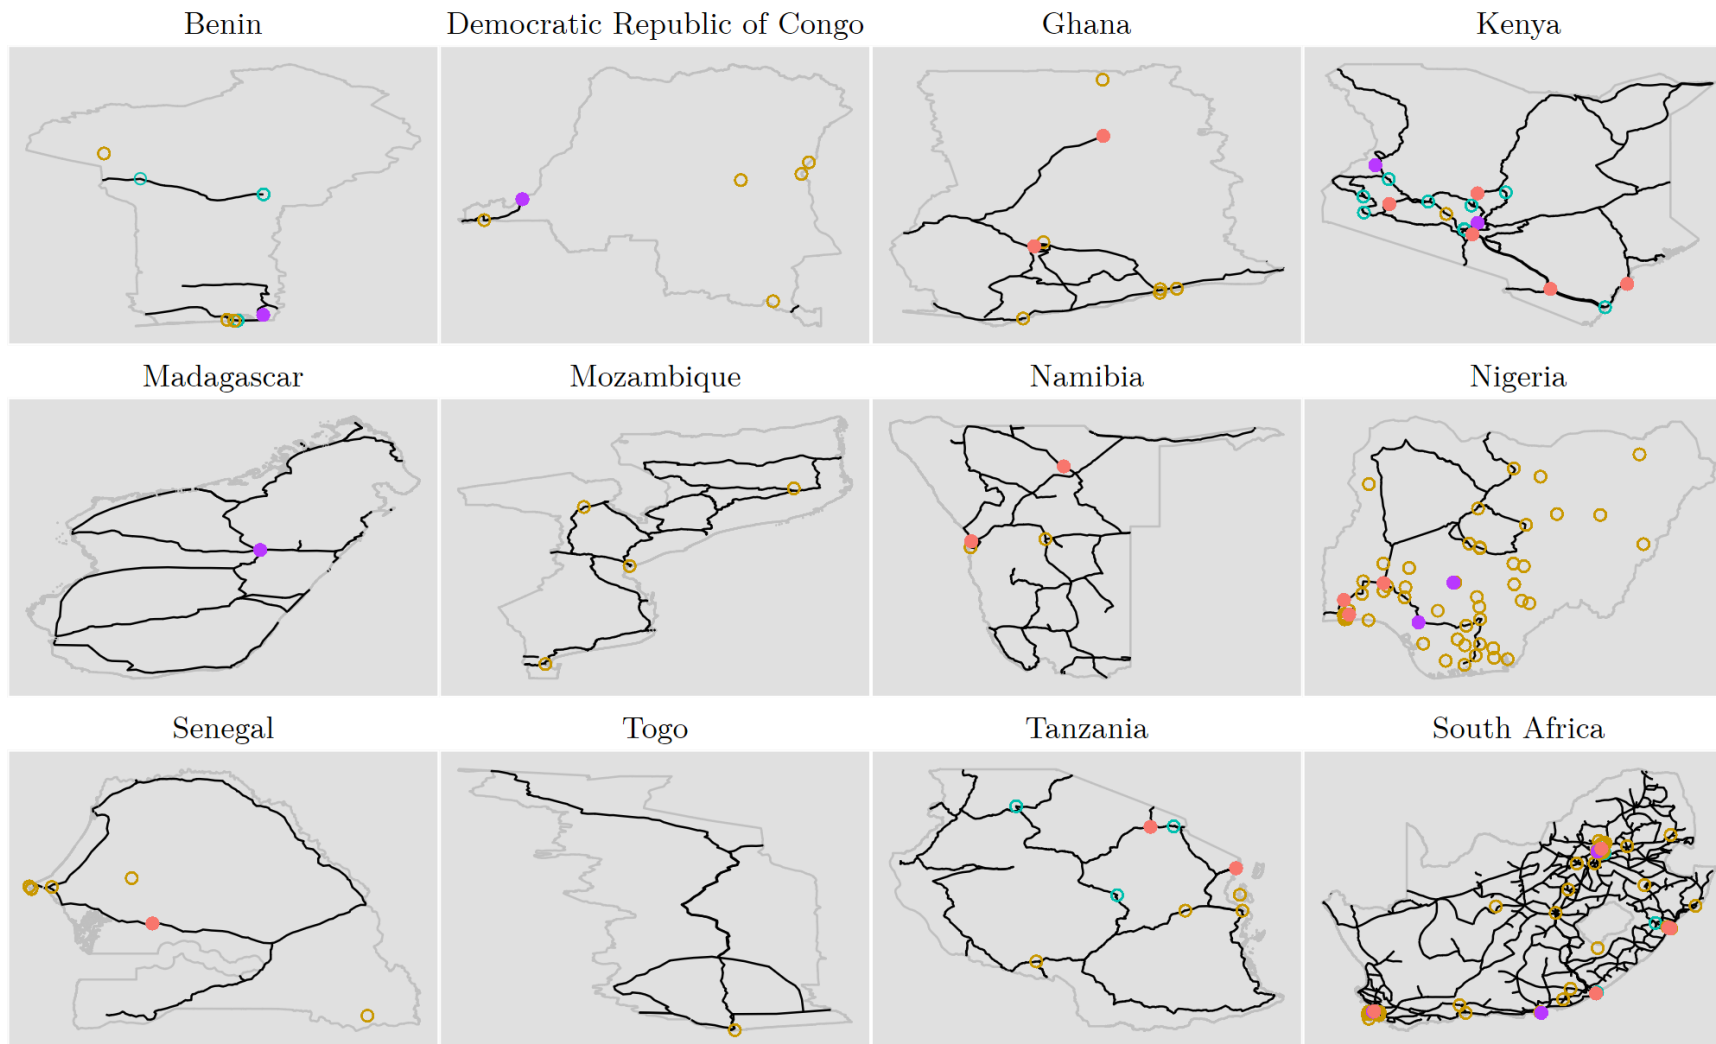 Benin
Democratic Republic of Congo
Ghana
Kenya
Madagascar
Mozambique
Namibia
Nigeria
Senegal
Togo
Tanzania
South Africa